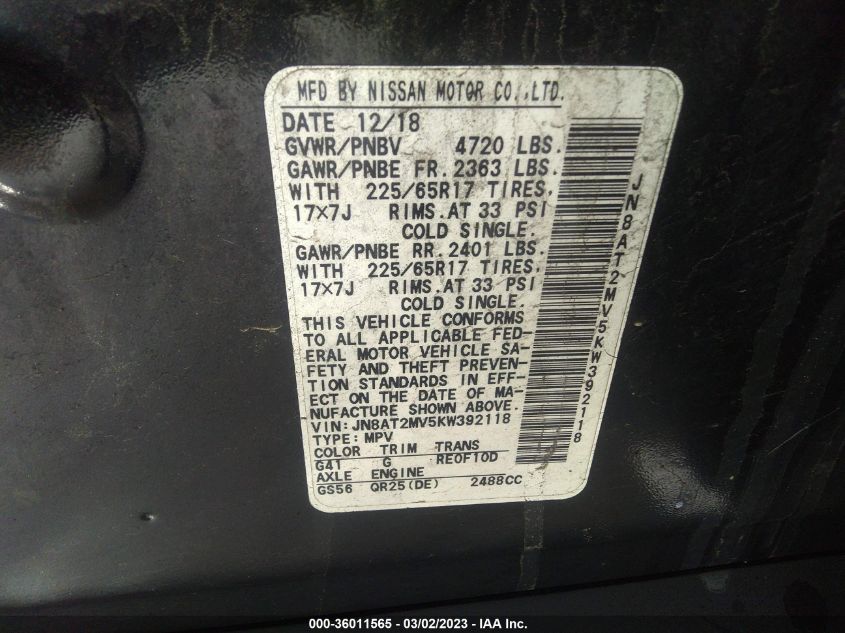 MFD BY NISSAN MOTOR CO.,LTD.
DATE 12/18
GVWR/PNBV 4720 LBS.
GAWR/PNBE FR. 2363 LBS.
WITH 225/65R17 TIRES,
17×7J RIMS.AT 33 PSI
COLD SINGLE.
GAWR/PNBE RR. 2401 LBS.
WITH 225/65R17 TIRES,
17×7J RIMS.AT 33 PSI
COLD SINGLE.
THIS VEHICLE CONFORMS
TO ALL APPLICABLE FED-
ERAL MOTOR VEHICLE SA-
FETY AND THEFT PREVEN-
TION STANDARDS IN EFF-
ECT ON THE DATE OF MA-
NUFACTURE SHOWN ABOVE.
VIN:JN8AT2MV5KW392118
TYPE:MPV
COLOR TRIM TRANS
G41 G RE0F10D
AXLE ENGINE
GS56 QR25(DE) 2488CC
JN8AT2MV5KW392118
000-36011565 — 03/02/2023 — IAA Inc.